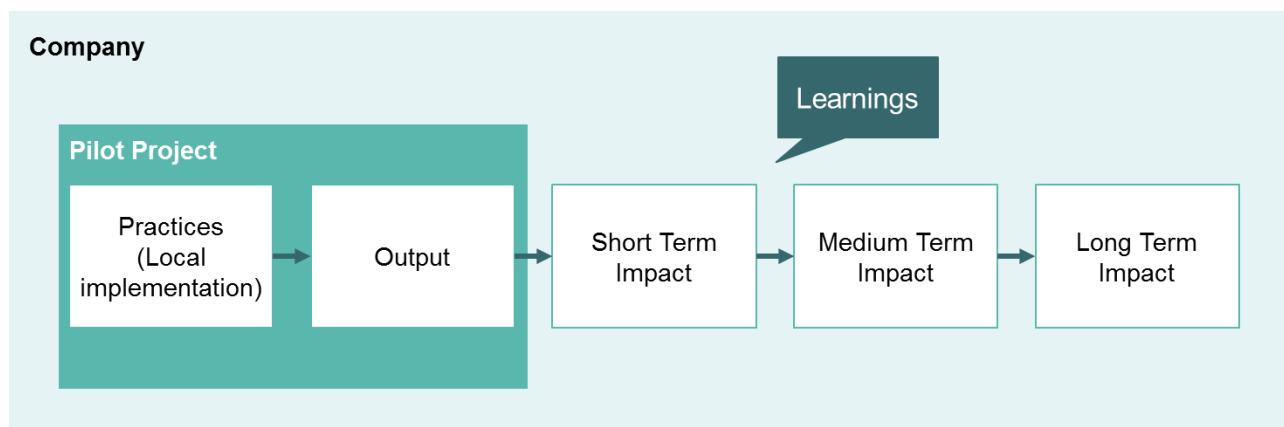 Company
Learnings
Pilot Project
Practices
(Local
implementation)
Output
Short Term
Impact
Medium Term
Impact
Long Term
Impact